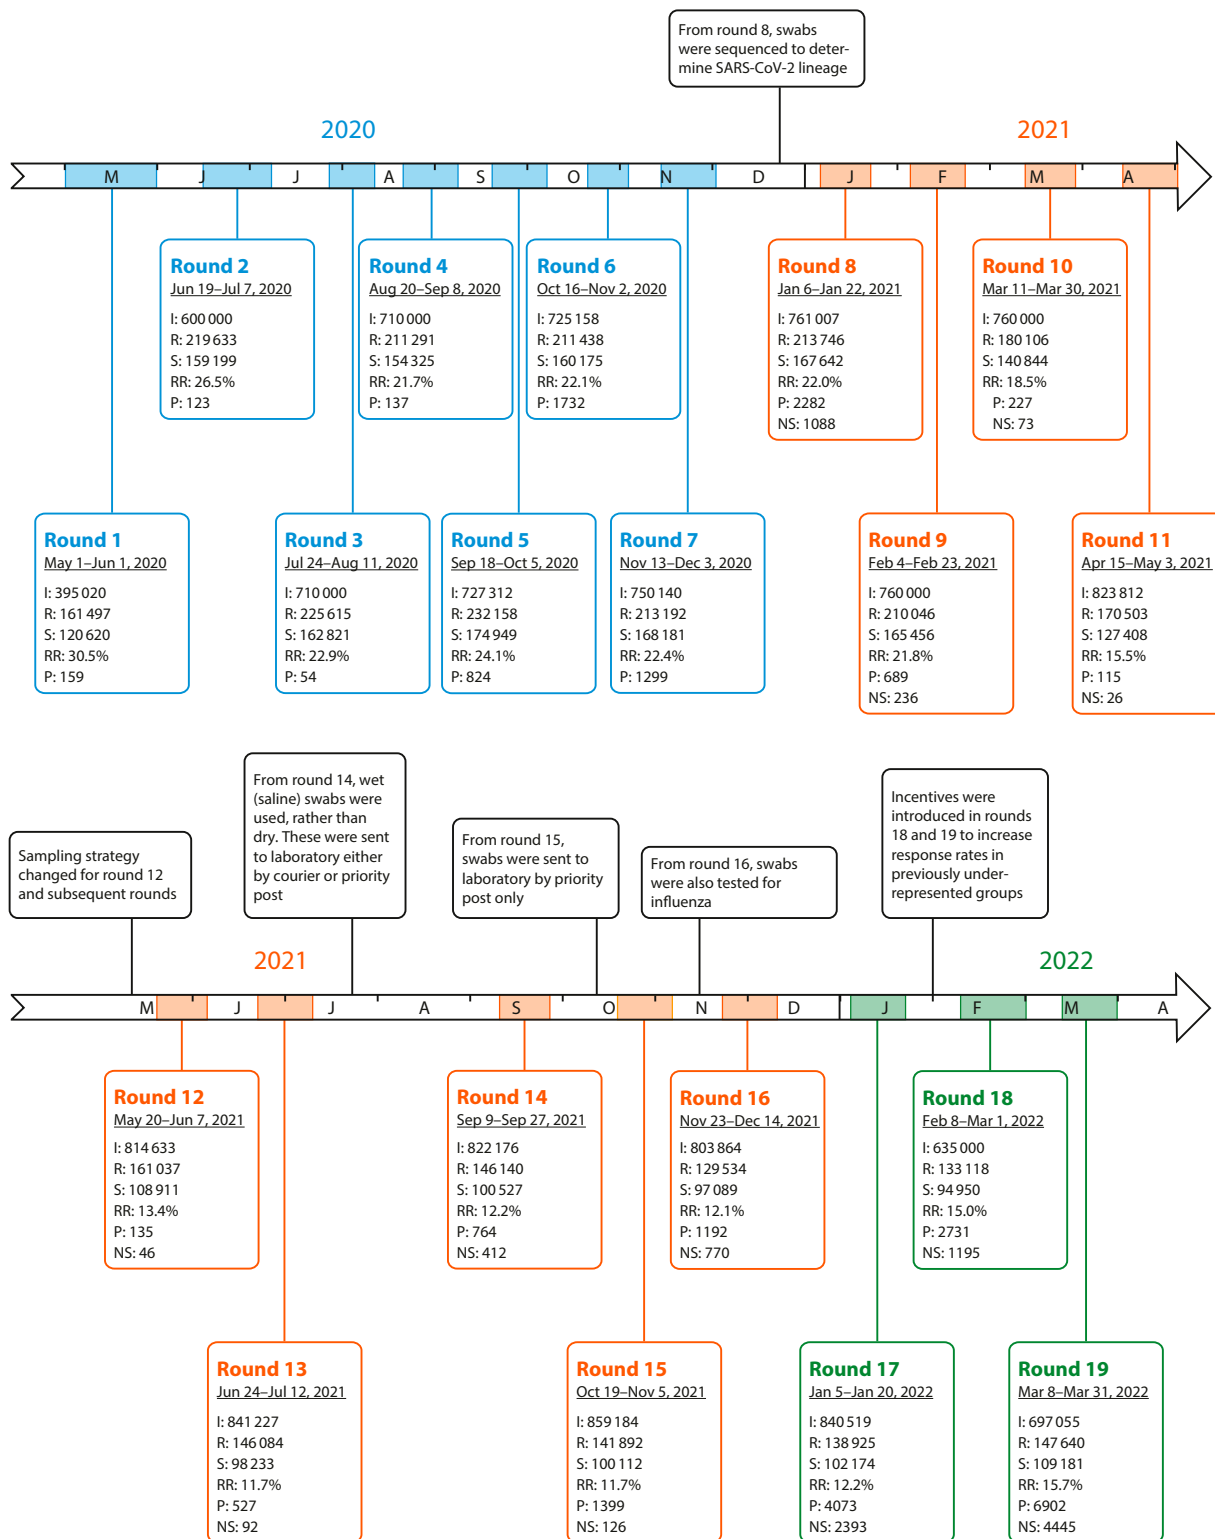 From round 8, swabs
were sequenced to deter-
mine SARS-CoV-2 lineage
2020
2021
M J J A S O N D J F M A
Round 2
Jun 19–Jul 7, 2020
I: 600 000
R: 219 633
S: 159 199
RR: 26.5%
P: 123
Round 4
Aug 20–Sep 8, 2020
I: 710 000
R: 211 291
S: 154 325
RR: 21.7%
P: 137
Round 6
Oct 16–Nov 2, 2020
I: 725 158
R: 211 438
S: 160 175
RR: 22.1%
P: 1732
Round 8
Jan 6–Jan 22, 2021
I: 761 007
R: 213 746
S: 167 642
RR: 22.0%
P: 2282
NS: 1088
Round 10
Mar 11–Mar 30, 2021
I: 760 000
R: 180 106
S: 140 844
RR: 18.5%
P: 227
NS: 73
Round 1
May 1–Jun 1, 2020
I: 395 020
R: 161 497
S: 120 620
RR: 30.5%
P: 159
Round 3
Jul 24–Aug 11, 2020
I: 710 000
R: 225 615
S: 162 821
RR: 22.9%
P: 54
Round 5
Sep 18–Oct 5, 2020
I: 727 312
R: 232 158
S: 174 949
RR: 24.1%
P: 824
Round 7
Nov 13–Dec 3, 2020
I: 750 140
R: 213 192
S: 168 181
RR: 22.4%
P: 1299
Round 9
Feb 4–Feb 23, 2021
I: 760 000
R: 210 046
S: 165 456
RR: 21.8%
P: 689
NS: 236
Round 11
Apr 15–May 3, 2021
I: 823 812
R: 170 503
S: 127 408
RR: 15.5%
P: 115
NS: 26
Sampling strategy
changed for round 12
and subsequent rounds
From round 14, wet
(saline) swabs were
used, rather than
dry. These were sent
to laboratory either
by courier or priority
post
From round 15,
swabs were sent to
laboratory by priority
post only
From round 16, swabs
were also tested for
influenza
Incentives were
introduced in rounds
18 and 19 to increase
response rates in
previously under-
represented groups
2021
2022
M J J A S O N D J F M A
Round 12
May 20–Jun 7, 2021
I: 814 633
R: 161 037
S: 108 911
RR: 13.4%
P: 135
NS: 46
Round 14
Sep 9–Sep 27, 2021
I: 822 176
R: 146 140
S: 100 527
RR: 12.2%
P: 764
NS: 412
Round 16
Nov 23–Dec 14, 2021
I: 803 864
R: 129 534
S: 97 089
RR: 12.1%
P: 1192
NS: 770
Round 18
Feb 8–Mar 1, 2022
I: 635 000
R: 133 118
S: 94 950
RR: 15.0%
P: 2731
NS: 1195
Round 13
Jun 24–Jul 12, 2021
I: 841 227
R: 146 084
S: 98 233
RR: 11.7%
P: 527
NS: 92
Round 15
Oct 19–Nov 5, 2021
I: 859 184
R: 141 892
S: 100 112
RR: 11.7%
P: 1399
NS: 126
Round 17
Jan 5–Jan 20, 2022
I: 840 519
R: 138 925
S: 102 174
RR: 12.2%
P: 4073
NS: 2393
Round 19
Mar 8–Mar 31, 2022
I: 697 055
R: 147 640
S: 109 181
RR: 15.7%
P: 6902
NS: 4445